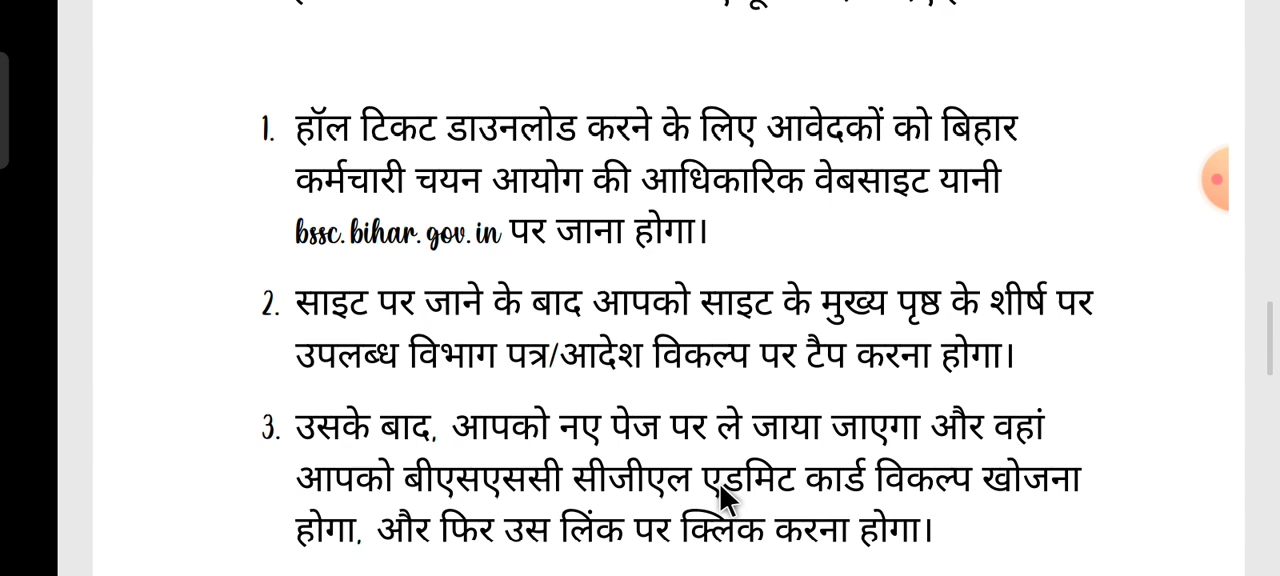 1. हॉल टिकट डाउनलोड करने के लिए आवेदकों को बिहार
कर्मचारी चयन आयोग की आधिकारिक वेबसाइट यानी
bssc.bihar.gov.in पर जाना होगा।
2. साइट पर जाने के बाद आपको साइट के मुख्य पृष्ठ के शीर्ष पर
उपलब्ध विभाग पत्र/आदेश विकल्प पर टैप करना होगा।
3. उसके बाद, आपको नए पेज पर ले जाया जाएगा और वहां
आपको बीएसएससी सीजीएल एडमिट कार्ड विकल्प खोजना
होगा, और फिर उस लिंक पर क्लिक करना होगा।